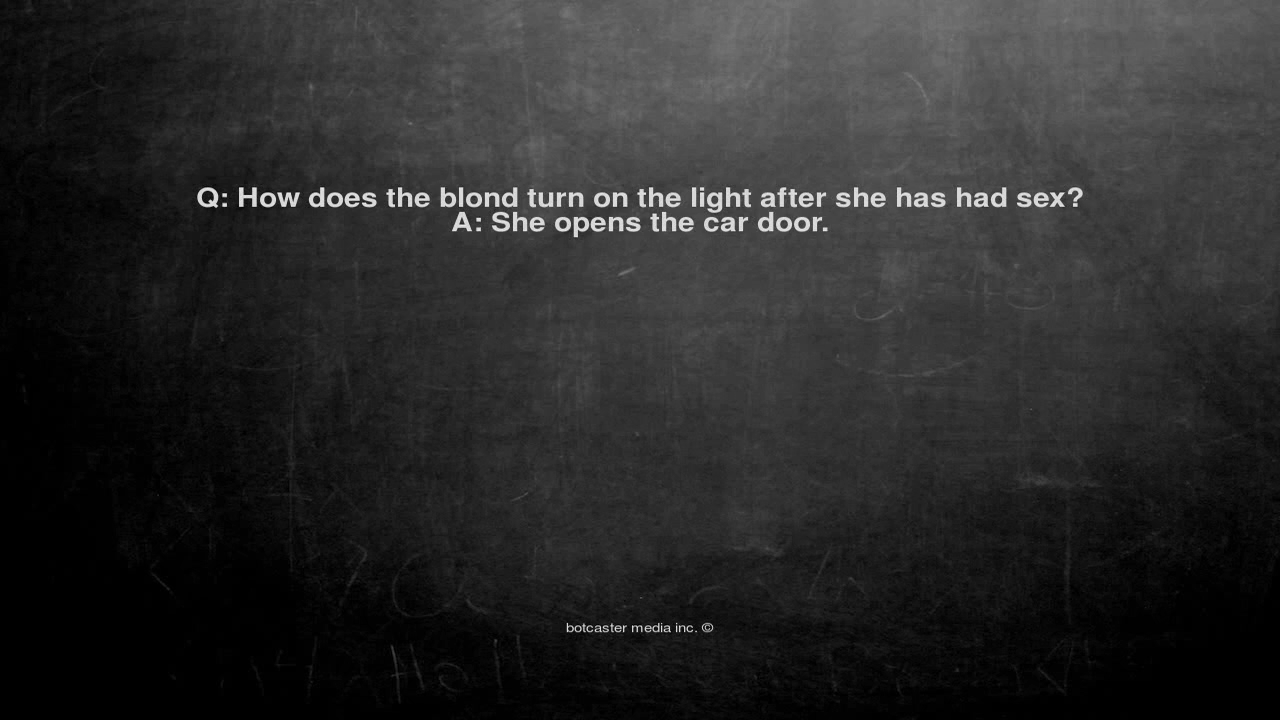 Q: How does the blond turn on the light after she has had sex?
A: She opens the car door.
botcaster media inc. ©